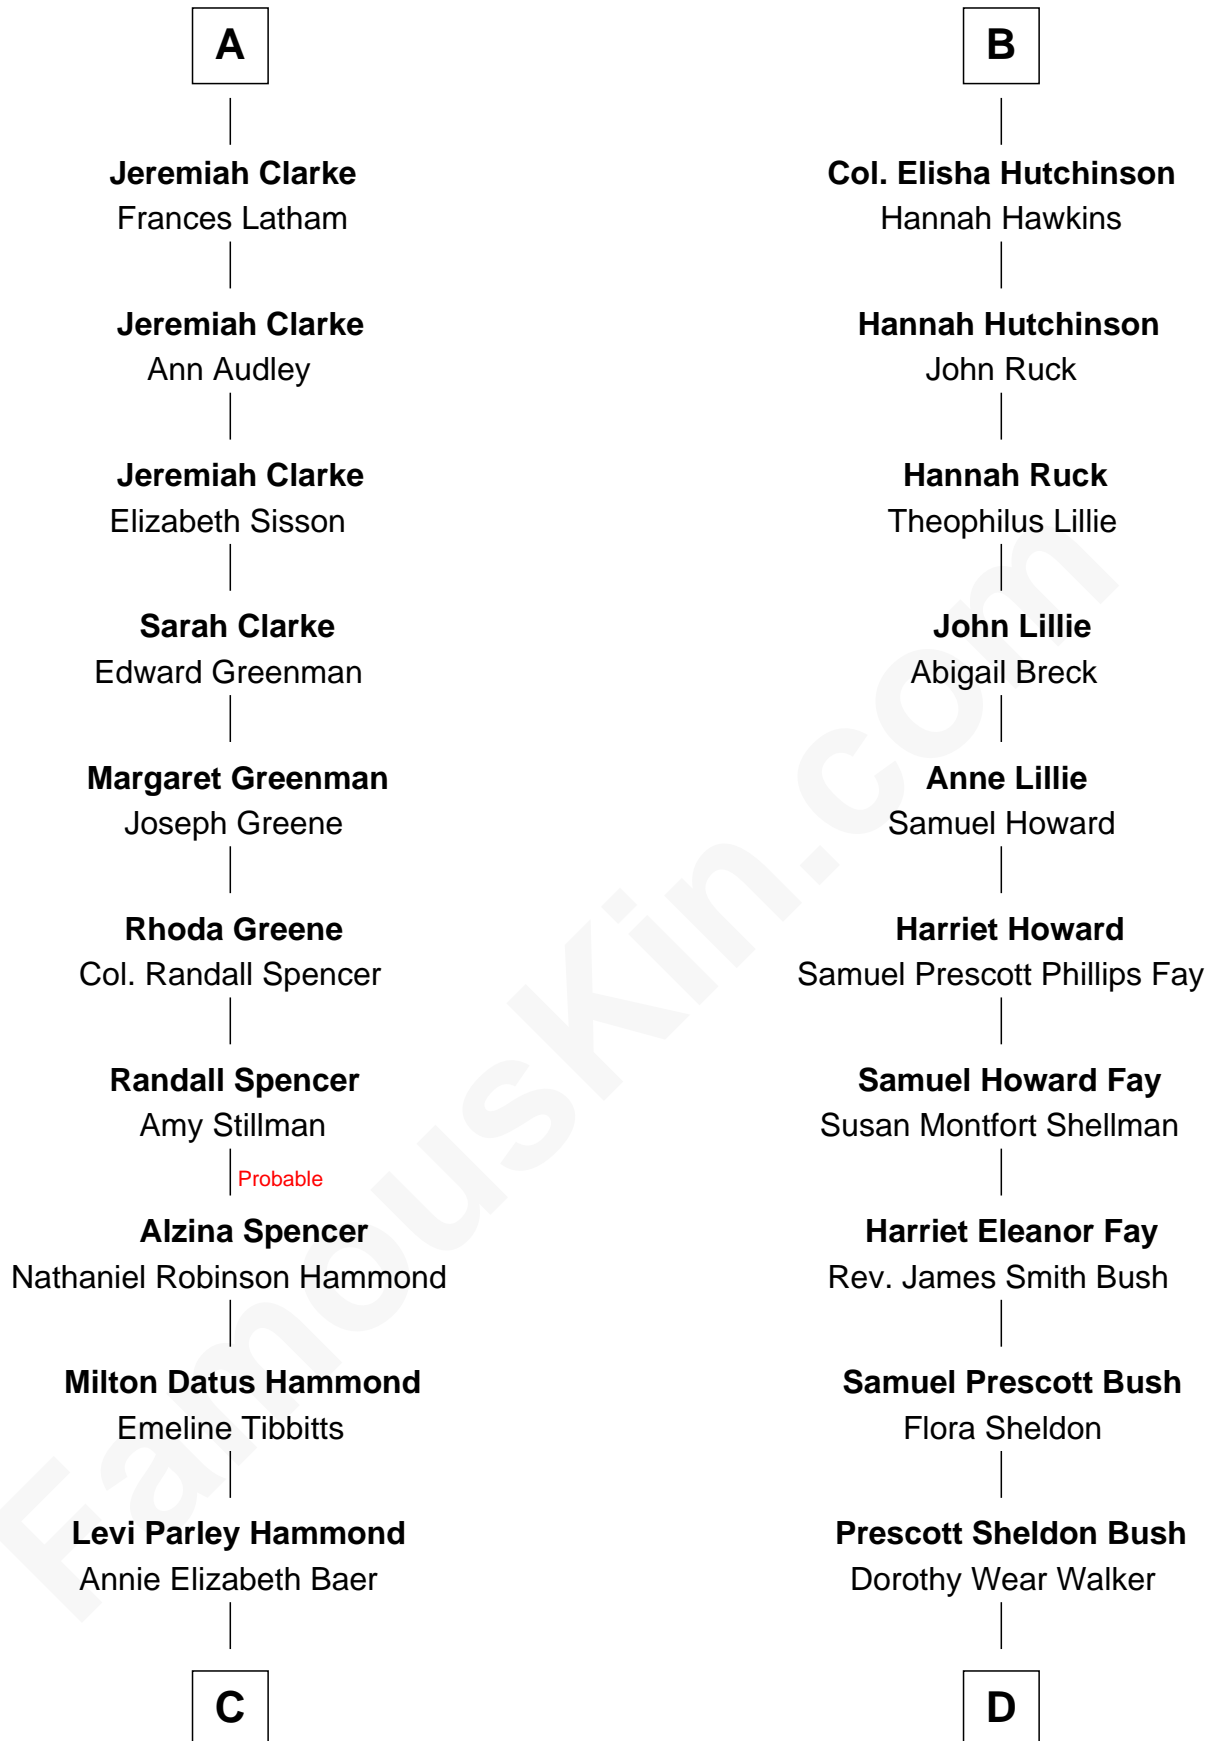 A
Jeremiah Clarke
Frances Latham
Jeremiah Clarke
Ann Audley
Jeremiah Clarke
Elizabeth Sisson
Sarah Clarke
Edward Greenman
Margaret Greenman
Joseph Greene
Rhoda Greene
Col. Randall Spencer
Randall Spencer
Amy Stillman
Probable
Alzina Spencer
Nathaniel Robinson Hammond
Milton Datus Hammond
Emeline Tibbitts
Levi Parley Hammond
Annie Elizabeth Baer
C
B
Col. Elisha Hutchinson
Hannah Hawkins
Hannah Hutchinson
John Ruck
Hannah Ruck
Theophilus Lillie
John Lillie
Abigail Breck
Anne Lillie
Samuel Howard
Harriet Howard
Samuel Prescott Phillips Fay
Samuel Howard Fay
Susan Montfort Shellman
Harriet Eleanor Fay
Rev. James Smith Bush
Samuel Prescott Bush
Flora Sheldon
Prescott Sheldon Bush
Dorothy Wear Walker
D
FamousKin.com